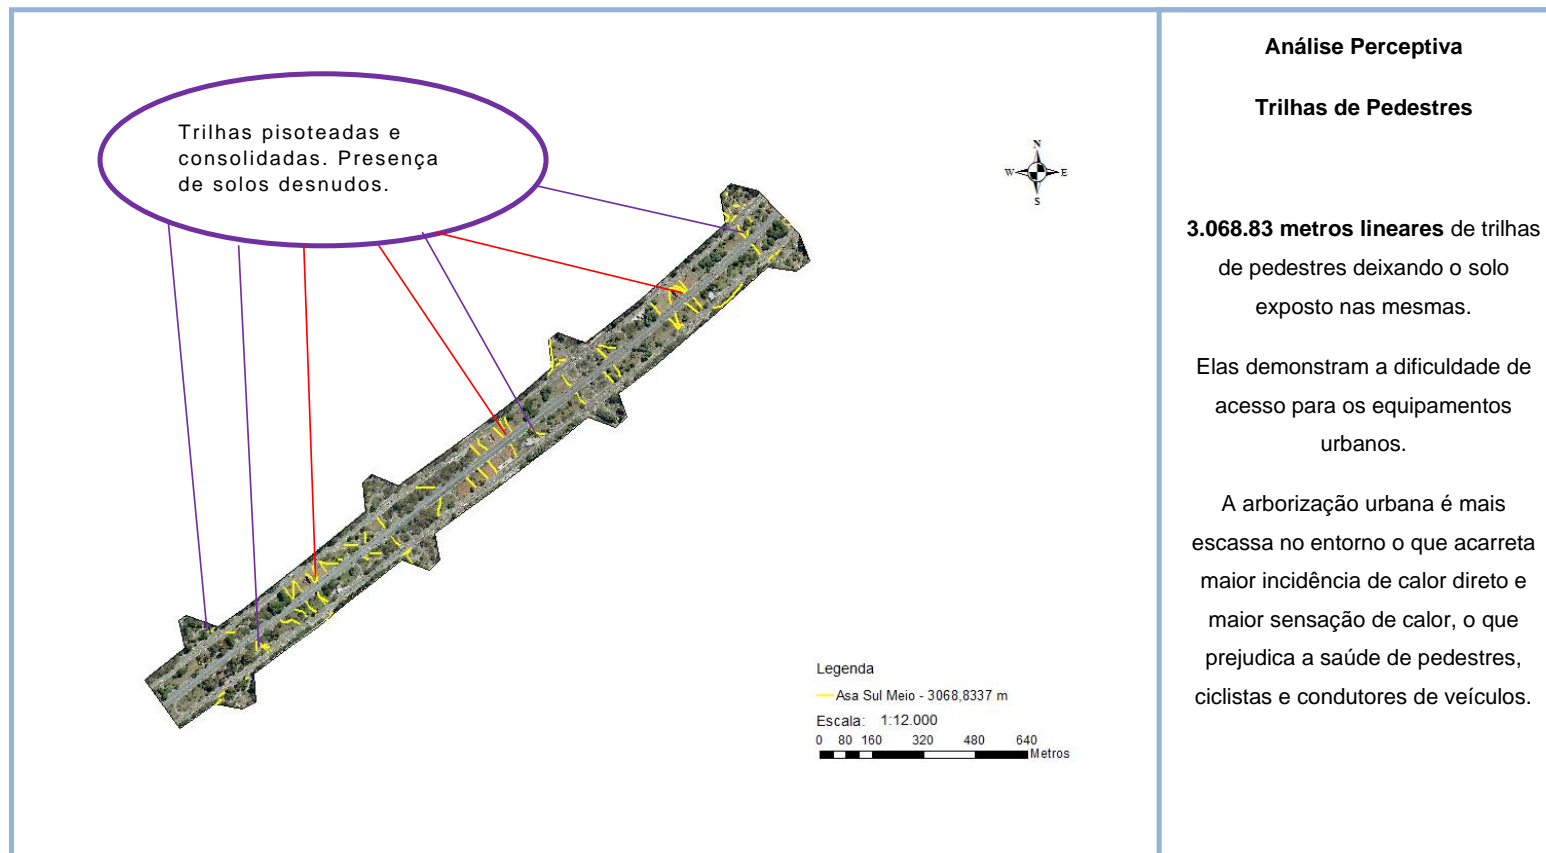 Análise Perceptiva
Trilhas de Pedestres
Trilhas pisoteadas e
consolidadas. Presença
de solos desnudos.
N
W
E
S
3.068.83 metros lineares de trilhas
de pedestres deixando o solo
exposto nas mesmas.
Elas demonstram a dificuldade de
acesso para os equipamentos
urbanos.
A arborização urbana é mais
escassa no entorno o que acarreta
maior incidência de calor direto e
maior sensação de calor, o que
prejudica a saúde de pedestres,
ciclistas e condutores de veículos.
Legenda
Asa Sul Meio - 3068,8337 m
Escala: 1:12.000
0 80 160 320 480 640
Metros